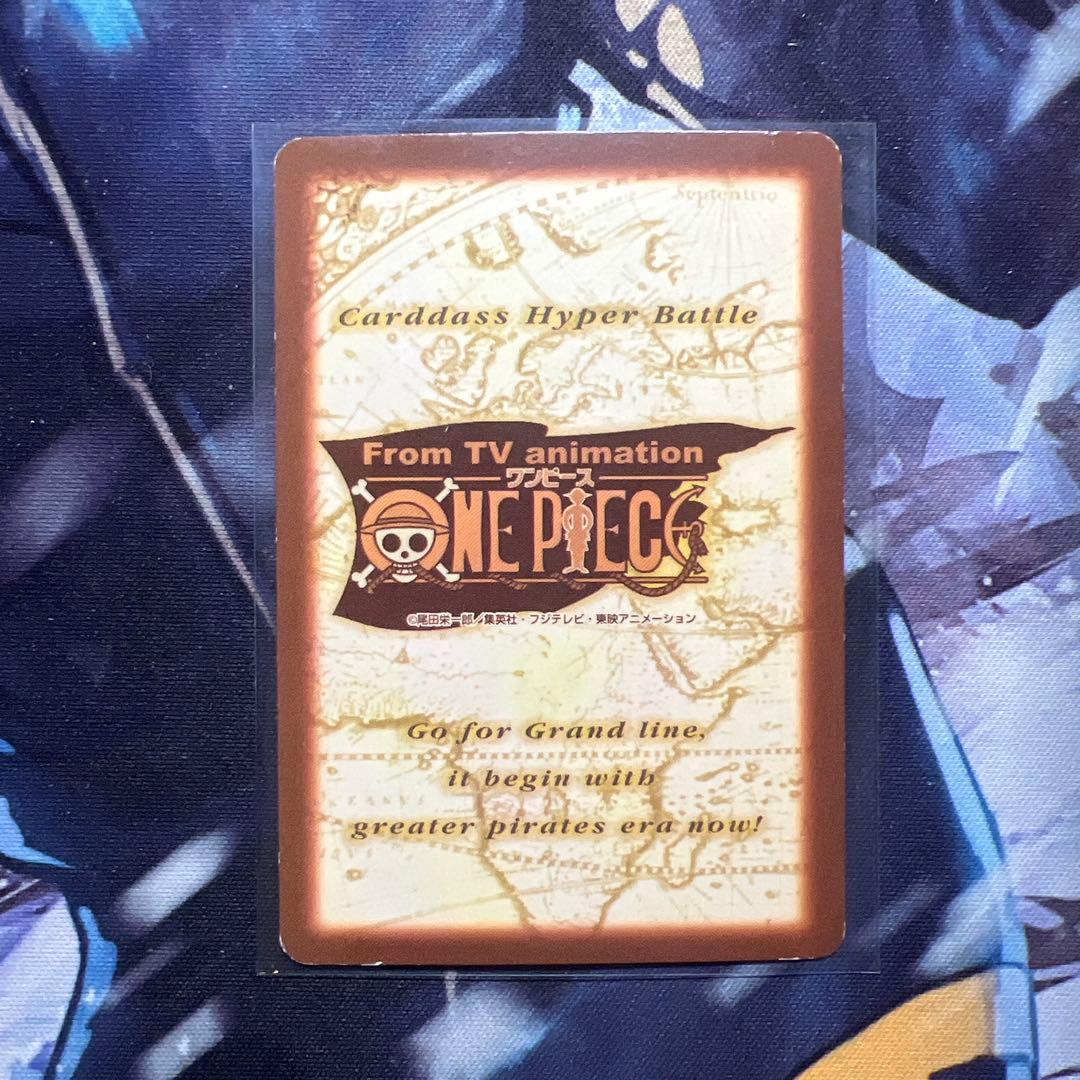 Septentrio
Carddass Hyper Battle
From TV animation
ワンピース
ONE PIECE
©尾田栄一郎／集英社・フジテレビ・東映アニメーション
Go for Grand line,
it begin with
greater pirates era now!